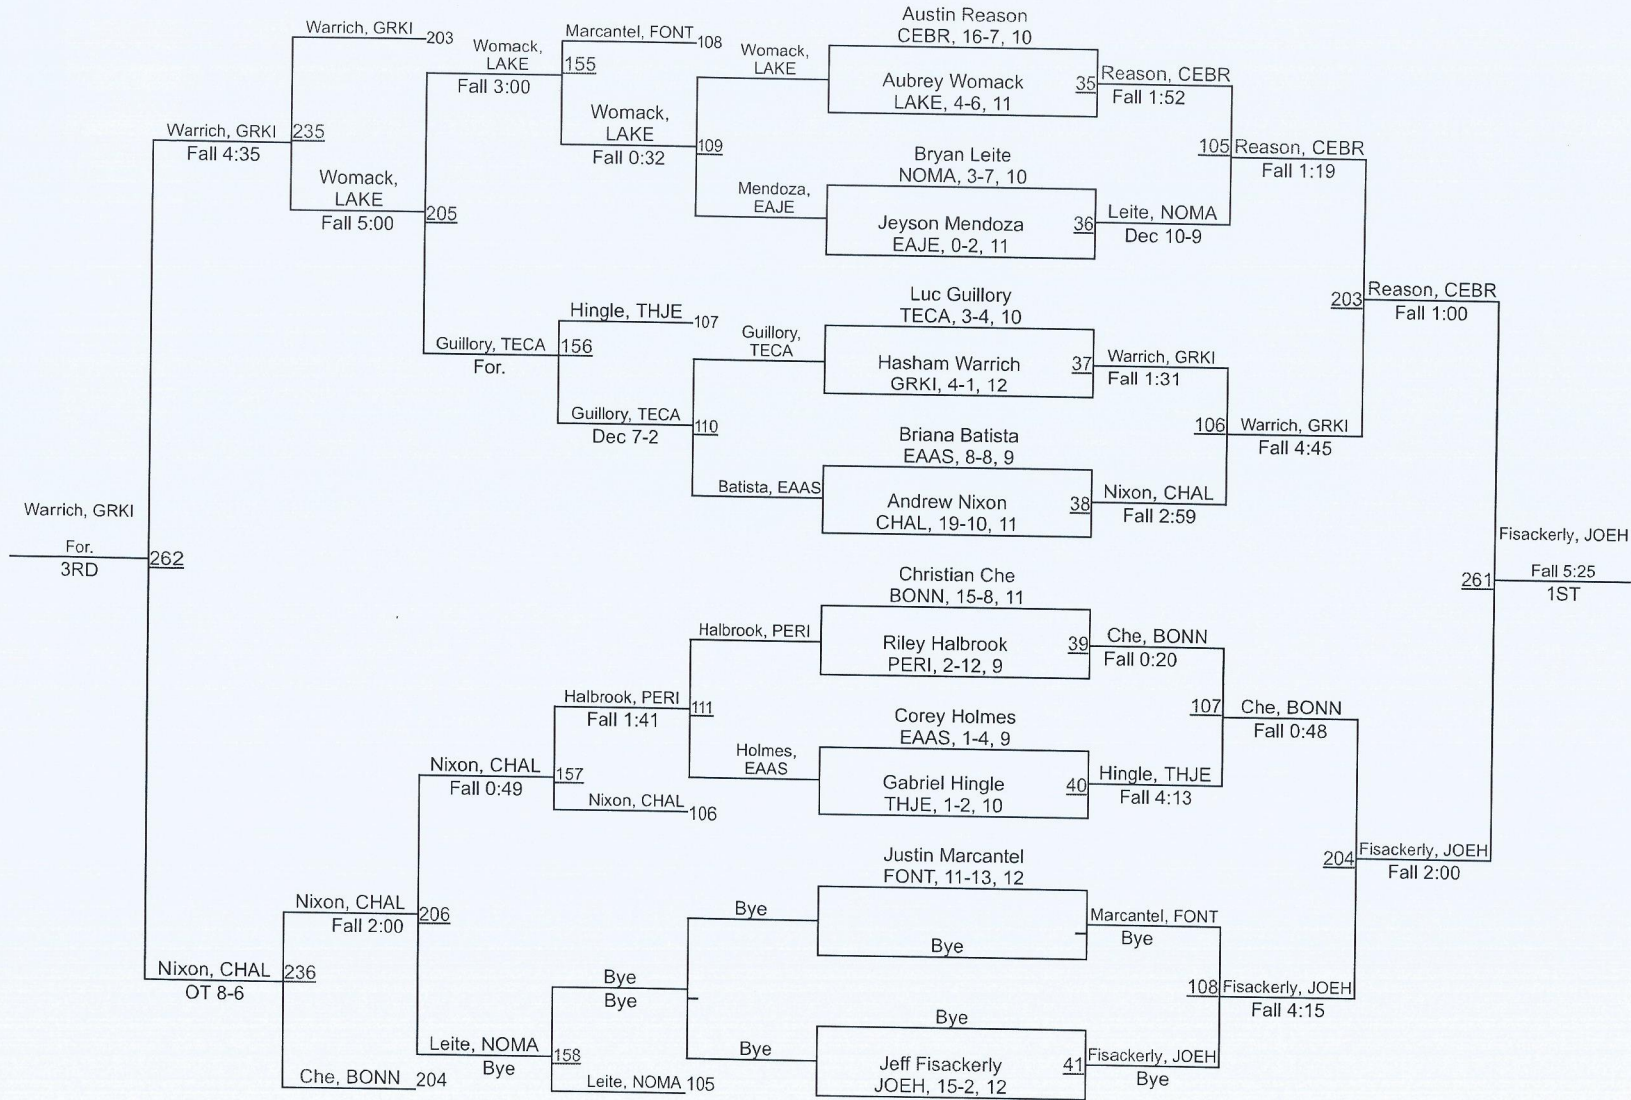 Warrich, GRKI 203
Womack,
LAKE
Fall 3:00
Marcantel, FONT 108
155
Womack,
LAKE
Fall 0:32
Womack,
LAKE
109
Mendoza,
EAJE
Warrich, GRKI
Fall 4:35
235
Womack,
LAKE
Fall 5:00
205
Hingle, THJE 107
Guillory, TECA
For.
156
Guillory, TECA
Dec 7-2
Guillory,
TECA
110
Batista, EAAS
Warrich, GRKI
For.
3RD
262
Halbrook, PERI
Halbrook, PERI
Fall 1:41
111
Holmes,
EAAS
Nixon, CHAL
Fall 0:49
157
Nixon, CHAL 106
Nixon, CHAL
Fall 2:00
206
Nixon, CHAL
OT 8-6
236
Bye
Bye
Bye
Bye
Leite, NOMA
Bye
158
Leite, NOMA 105
Che, BONN 204
Austin Reason
CEBR, 16-7, 10
Aubrey Womack
LAKE, 4-6, 11
35
Reason, CEBR
Fall 1:52
Bryan Leite
NOMA, 3-7, 10
Jeyson Mendoza
EAJE, 0-2, 11
36
Leite, NOMA
Dec 10-9
105
Reason, CEBR
Fall 1:19
Luc Guillory
TECA, 3-4, 10
Hasham Warrich
GRKI, 4-1, 12
37
Warrich, GRKI
Fall 1:31
Briana Batista
EAAS, 8-8, 9
Andrew Nixon
CHAL, 19-10, 11
38
Nixon, CHAL
Fall 2:59
106
Warrich, GRKI
Fall 4:45
203
Reason, CEBR
Fall 1:00
Christian Che
BONN, 15-8, 11
Riley Halbrook
PERI, 2-12, 9
39
Che, BONN
Fall 0:20
Corey Holmes
EAAS, 1-4, 9
Gabriel Hingle
THJE, 1-2, 10
40
Hingle, THJE
Fall 4:13
107
Che, BONN
Fall 0:48
Justin Marcantel
FONT, 11-13, 12
Bye
Marcantel, FONT
Bye
Bye
Jeff Fisackerly
JOEH, 15-2, 12
41
Fisackerly, JOEH
Bye
108
Fisackerly, JOEH
Fall 4:15
204
Fisackerly, JOEH
Fall 2:00
261
Fisackerly, JOEH
Fall 5:25
1ST